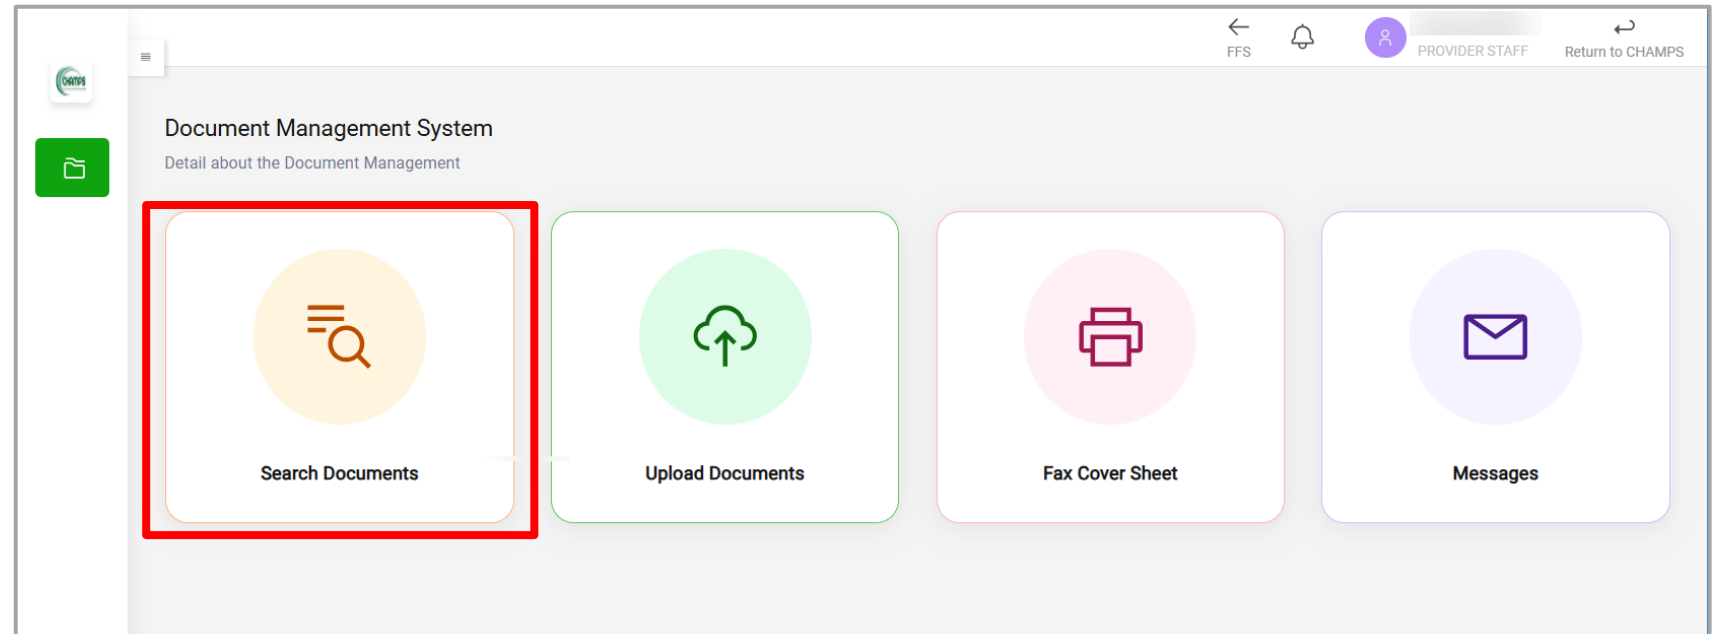 FFS
PROVIDER STAFF
Return to CHAMPS
CHAMPS
Document Management System
Detail about the Document Management
Search Documents
Upload Documents
Fax Cover Sheet
Messages